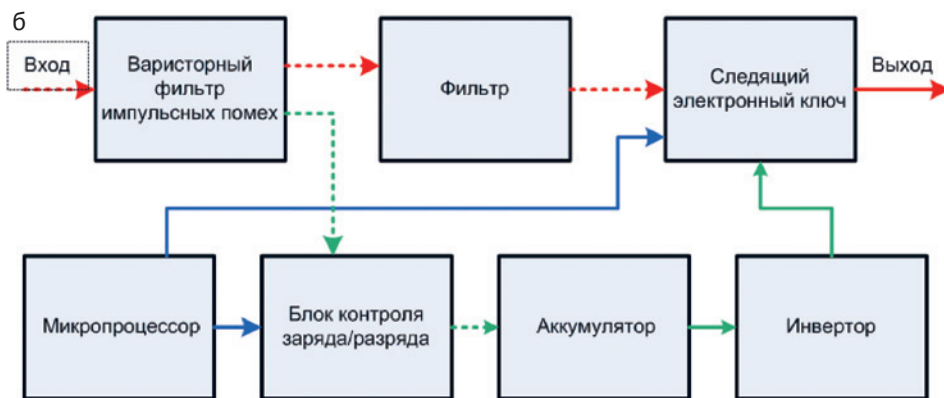 б
Вход
Варисторный
фильтр
импульсных помех
Фильтр
Следящий
электронный ключ
Выход
Микропроцессор
Блок контроля
заряда/разряда
Аккумулятор
Инвертор